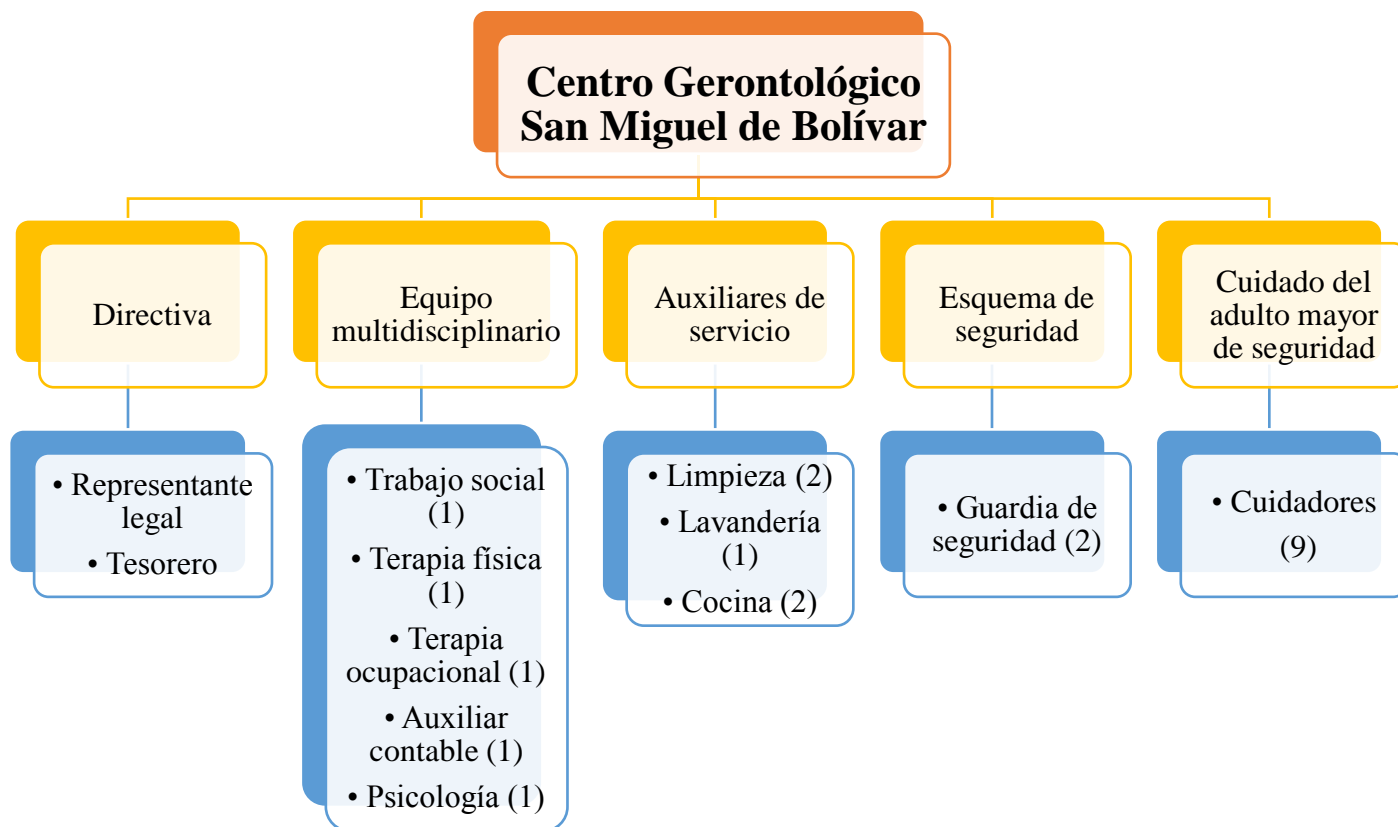 Centro Gerontológico
San Miguel de Bolívar
Directiva
Equipo
multidisciplinario
Auxiliares de
servicio
Esquema de
seguridad
Cuidado del
adulto mayor
de seguridad
• Representante
legal
• Tesorero
• Trabajo social
(1)
• Terapia física
(1)
• Terapia
ocupacional (1)
• Auxiliar
contable (1)
• Psicología (1)
• Limpieza (2)
• Lavandería
(1)
• Cocina (2)
• Guardia de
seguridad (2)
• Cuidadores
(9)